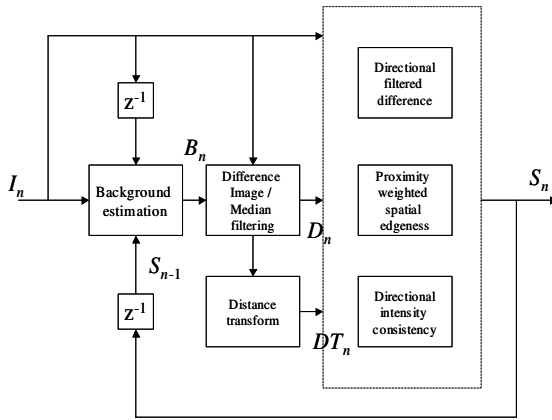 Directional
filtered
difference
z-1
Bn
In
Background
estimation
Difference
Image /
Median
filtering
Proximity
weighted
spatial
edgeness
Sn
Dn
Sn-1
z-1
Distance
transform
Directional
intensity
consistency
DTn